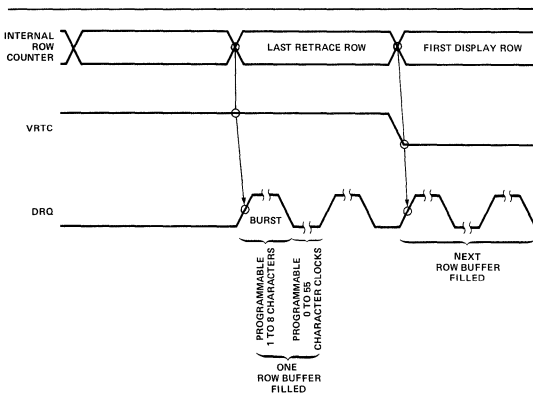 INTERNAL
ROW
COUNTER
LAST RETRACE ROW
FIRST DISPLAY ROW
VRTC
DRQ
BURST
PROGRAMMABLE
1 TO 8 CHARACTERS
PROGRAMMABLE
0 TO 55
CHARACTER CLOCKS
NEXT
ROW BUFFER
FILLED
ONE
ROW BUFFER
FILLED